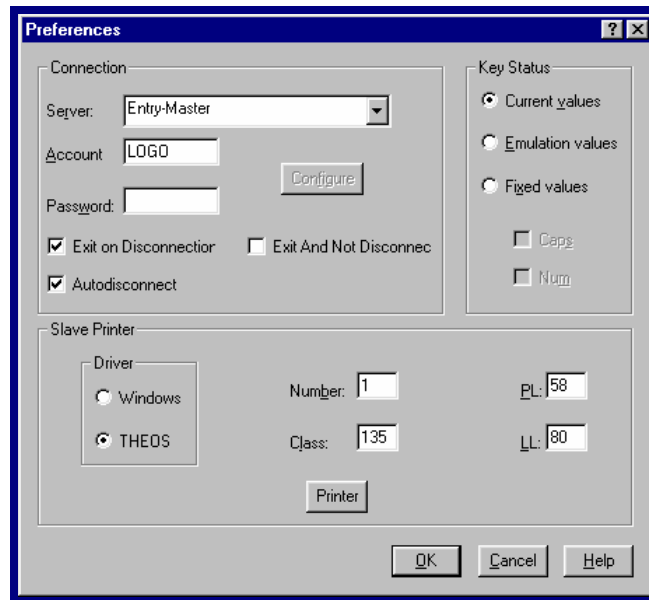 Preferences
Connection
Server: Entry-Master
Account LOGO
Configure
Password:
Exit on Disconnection Exit And Not Disconnec
Autodisconnect
Key Status
Current values
Emulation values
Fixed values
Caps
Num
Slave Printer
Driver
Windows
THEOS
Number: 1
PL: 58
Class: 135
LL: 80
Printer
OK Cancel Help